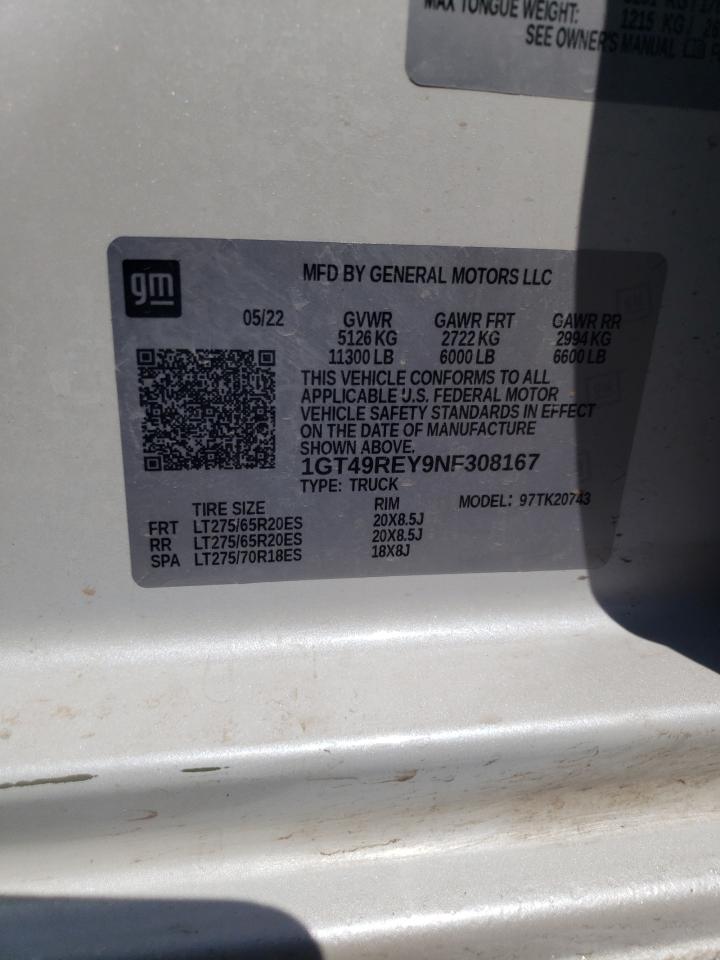 MAX TONGUE WEIGHT:
1215 KG/
SEE OWNER'S MANUAL
gm
MFD BY GENERAL MOTORS LLC
05/22 GVWR GAWR FRT GAWR RR
5126 KG 2722 KG 2994 KG
11300 LB 6000 LB 6600 LB
THIS VEHICLE CONFORMS TO ALL
APPLICABLE U.S. FEDERAL MOTOR
VEHICLE SAFETY STANDARDS IN EFFECT
ON THE DATE OF MANUFACTURE
SHOWN ABOVE.
1GT49REY9NF308167
TYPE: TRUCK
TIRE SIZE RIM MODEL: 97TK20743
FRT LT275/65R20ES 20X8.5J
RR LT275/65R20ES 20X8.5J
SPA LT275/70R18ES 18X8J